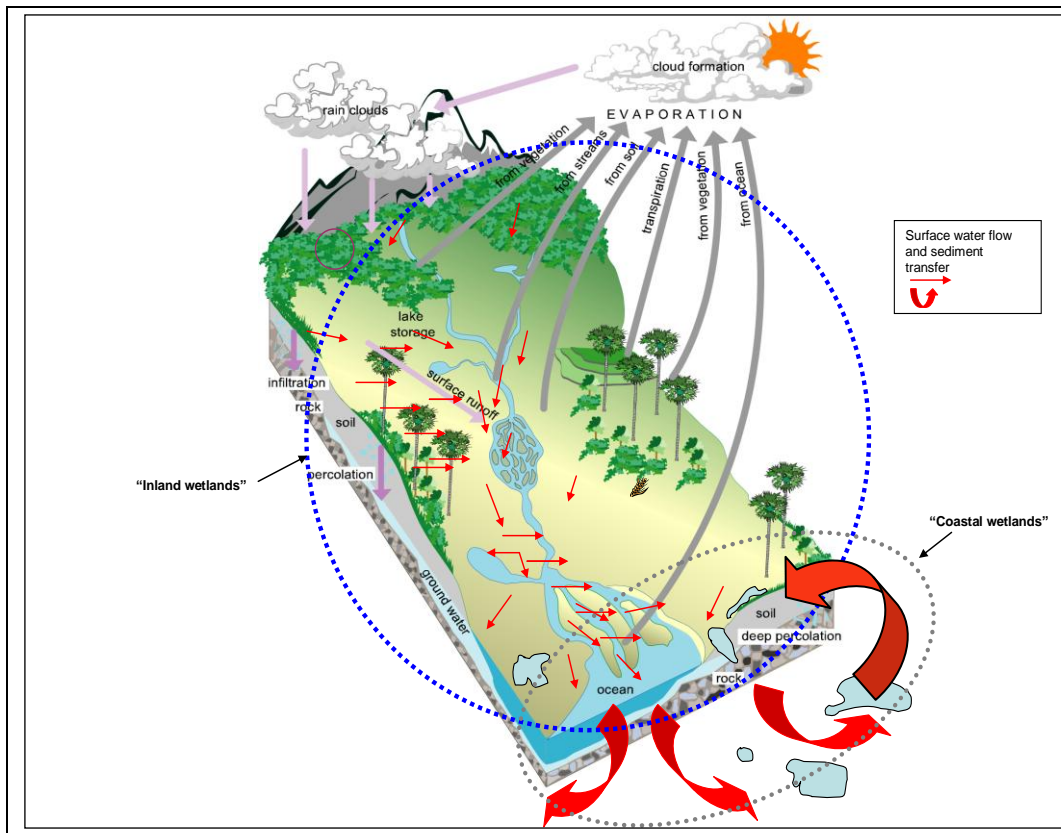 cloud formation
rain clouds
EVAPORATION
from vegetation
from streams
from soil
transpiration
from vegetation
from ocean
Surface water flow
and sediment
transfer
lake
storage
surface runoff
infiltration
rock
soil
percolation
"Inland wetlands"
"Coastal wetlands"
ground water
soil
deep percolation
rock
ocean